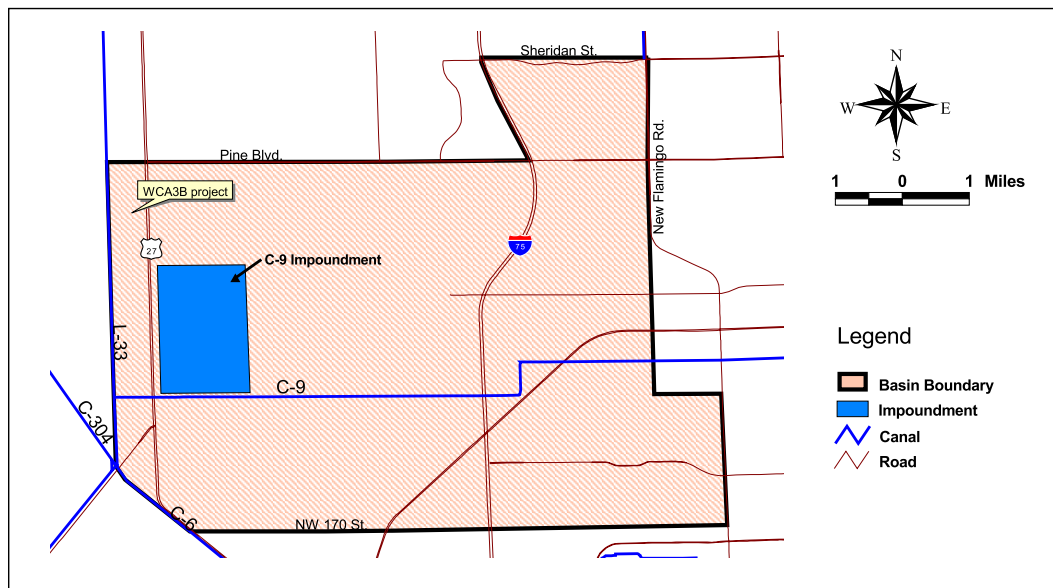 Sheridan St.
N
W E
S
Pine Blvd.
New Flamingo Rd.
WCA3B project
1 0 1 Miles
27
75
C-9 Impoundment
L-33
C-9
C-304
C-6
NW 170 St.
Legend
Basin Boundary
Impoundment
Canal
Road